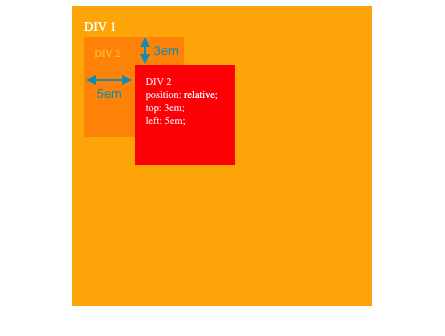 DIV 1
DIV 2
3em
5em
DIV 2
position: relative;
top: 3em;
left: 5em;